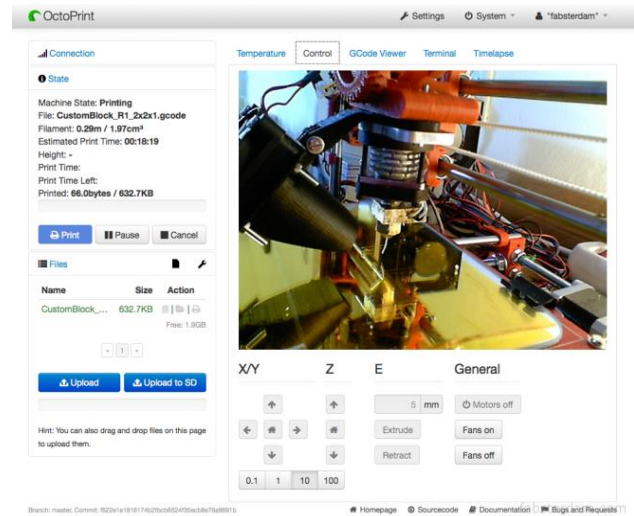 OctoPrint
Settings
System
"fabsterdam"
Connection
State
Machine State: Printing
File: CustomBlock_R1_2x2x1.gcode
Filament: 0.29m / 1.97cm³
Estimated Print Time: 00:18:19
Height: -
Print Time:
Print Time Left:
Printed: 66.0bytes / 632.7KB
Print
Pause
Cancel
Files
Name Size Action
CustomBlock_... 632.7KB
Free: 1.9GB
« 1 »
Upload
Upload to SD
Hint: You can also drag and drop files on this page
to upload them.
Temperature
Control
GCode Viewer
Terminal
Timelapse
X/Y
0.1 1 10 100
Z
E
5 mm
Extrude
Retract
General
Motors off
Fans on
Fans off
Branch: master, Commit:
Homepage
Sourcecode
Documentation
Bugs and Requests